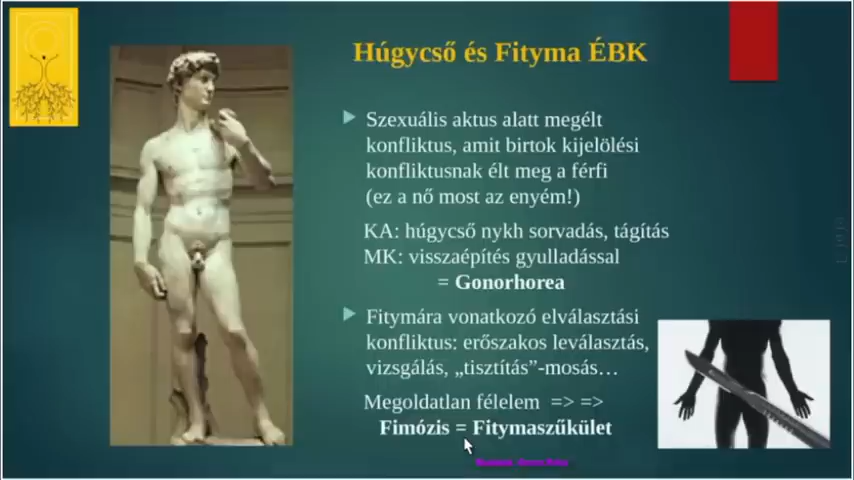 Húgycső és Fityma ÉBK
Szexuális aktus alatt megélt
konfliktus, amit birtok kijelölési
konfliktusnak élt meg a férfi
(ez a nő most az enyém!)
KA: húgycső nykh sorvadás, tágítás
MK: visszaépítés gyulladással
= Gonorhorea
Fitymára vonatkozó elválasztási
konfliktus: erőszakos leválasztás,
vizsgálás, „tisztítás”-mosás…
Megoldatlan félelem => =>
Fimózis = Fitymaszűkület